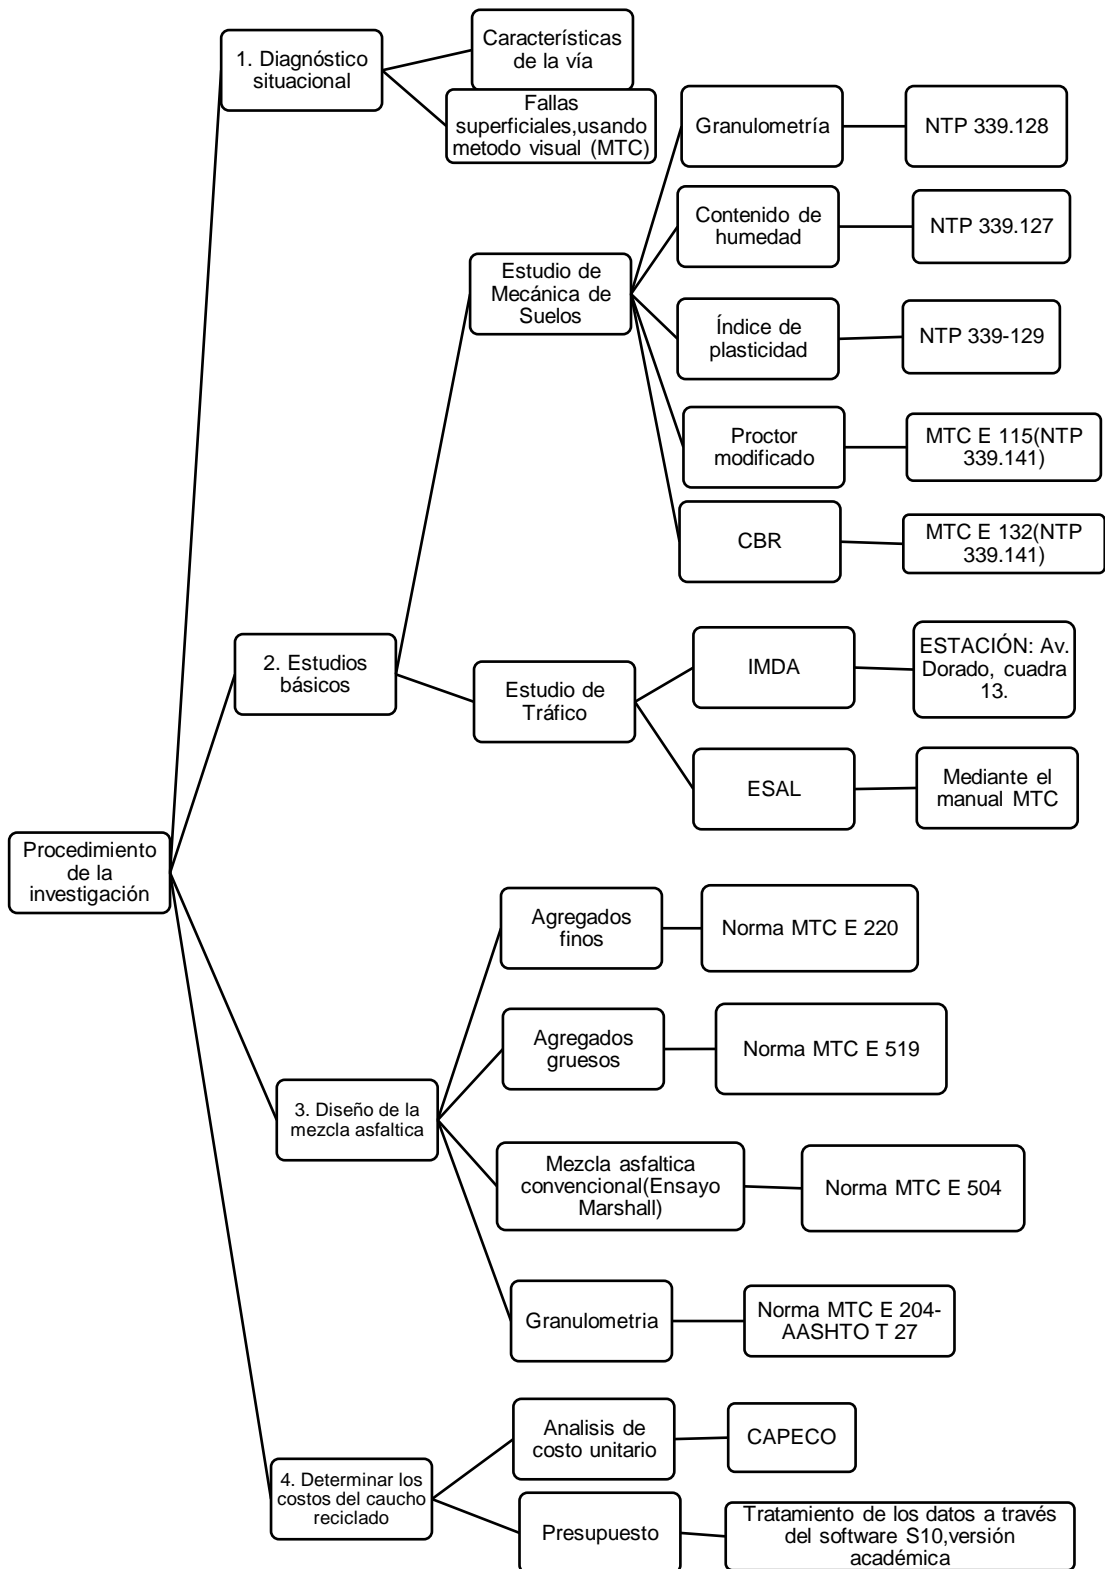 1. Diagnóstico
situacional
Características
de la vía
Fallas
superficiales,usando
metodo visual (MTC)
Granulometría
NTP 339.128
Contenido de
humedad
NTP 339.127
Estudio de
Mecánica de
Suelos
Índice de
plasticidad
NTP 339-129
Proctor
modificado
MTC E 115(NTP
339.141)
CBR
MTC E 132(NTP
339.141)
2. Estudios
básicos
Estudio de
Tráfico
IMDA
ESTACIÓN: Av.
Dorado, cuadra
13.
ESAL
Mediante el
manual MTC
Procedimiento
de la
investigación
Agregados
finos
Norma MTC E 220
Agregados
gruesos
Norma MTC E 519
3. Diseño de la
mezcla asfaltica
Mezcla asfaltica
convencional(Ensayo
Marshall)
Norma MTC E 504
Granulometria
Norma MTC E 204-
AASHTO T 27
Analisis de
costo unitario
CAPECO
4. Determinar los
costos del caucho
reciclado
Presupuesto
Tratamiento de los datos a través
del software S10,versión
académica